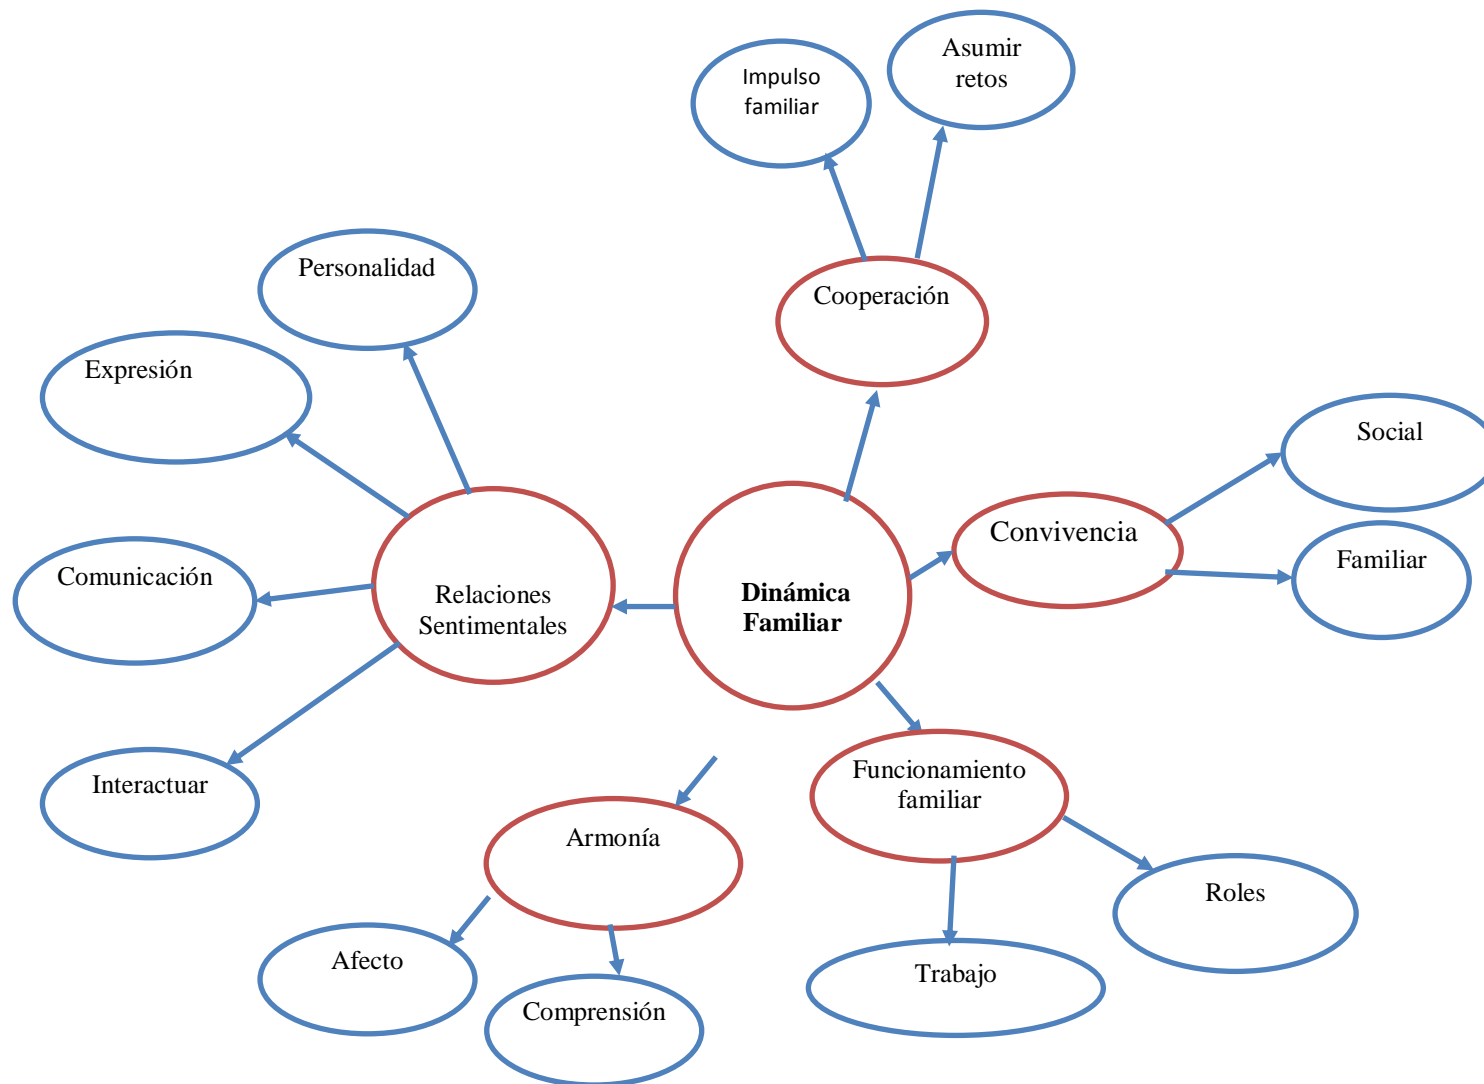 Asumir
retos
Impulso
familiar
Personalidad
Cooperación
Expresión
Social
Convivencia
Familiar
Comunicación
Relaciones
Sentimentales
Dinámica
Familiar
Interactuar
Funcionamiento
familiar
Armonía
Roles
Afecto
Trabajo
Comprensión